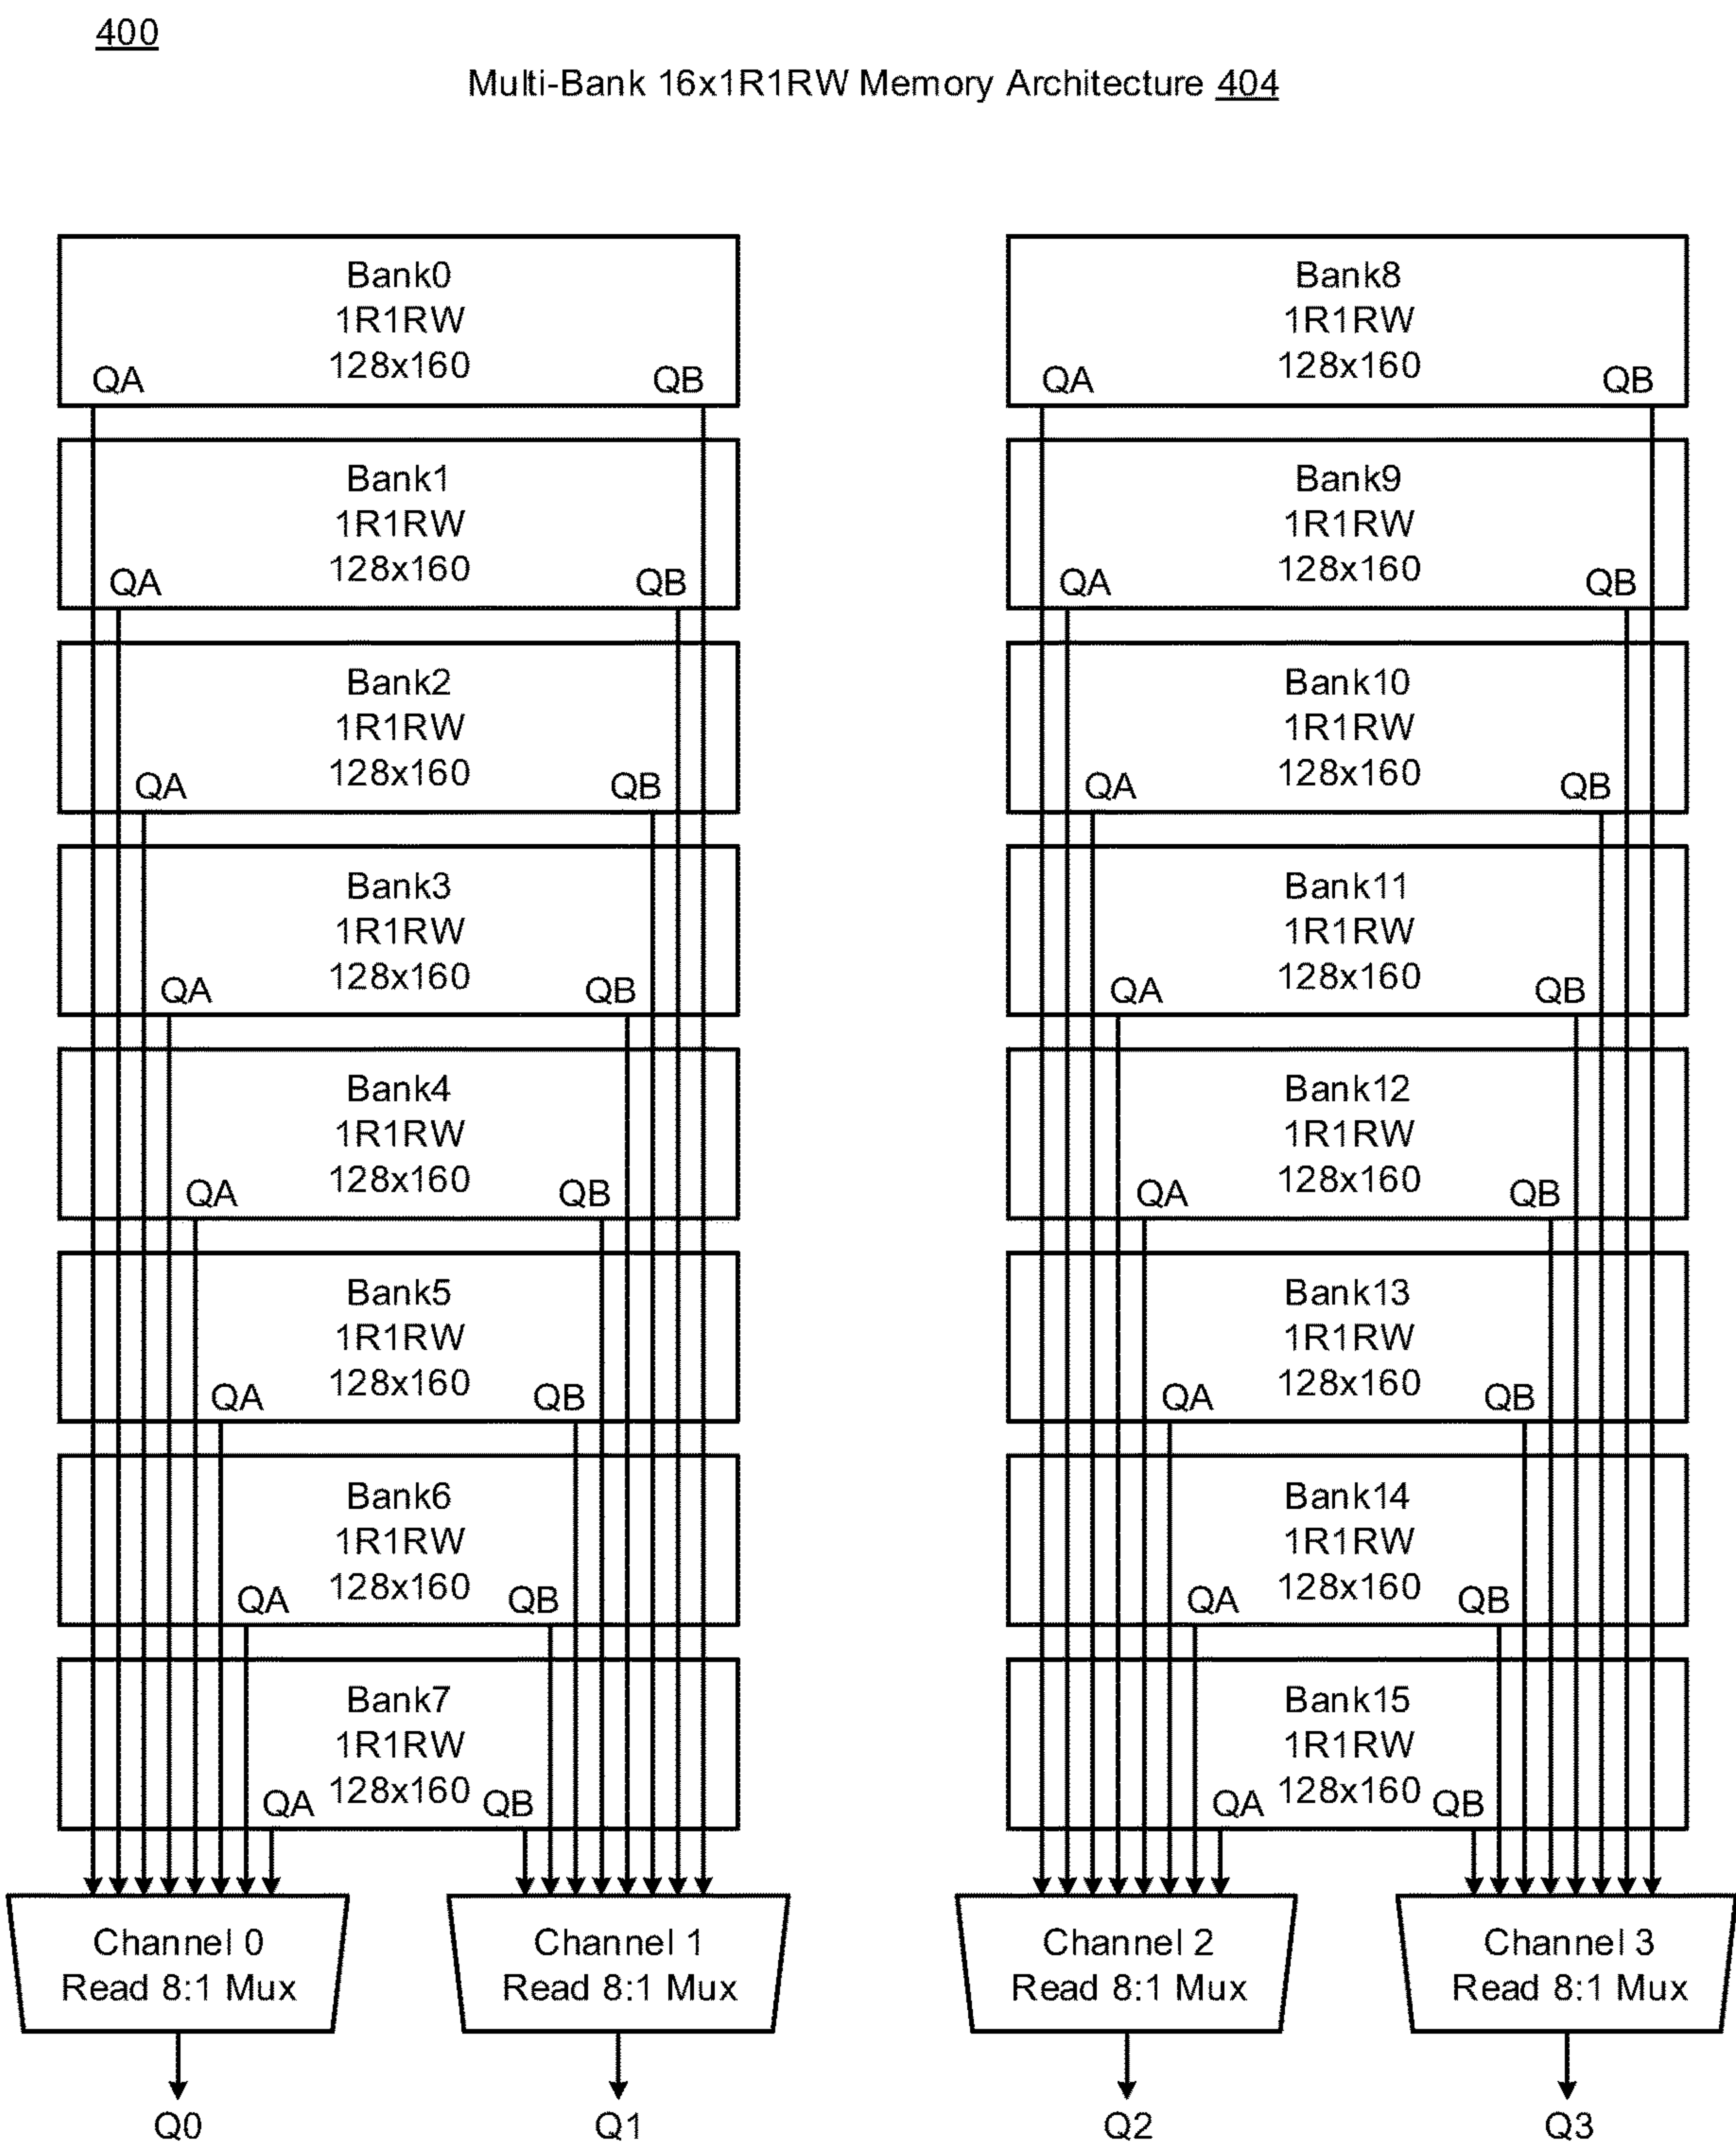 400
Multi-Bank 16x1R1RW Memory Architecture 404
Bank0
1R1RW
128x160
QA QB
Bank1
1R1RW
128x160
QA QB
Bank2
1R1RW
128x160
QA QB
Bank3
1R1RW
128x160
QA QB
Bank4
1R1RW
128x160
QA QB
Bank5
1R1RW
128x160
QA QB
Bank6
1R1RW
128x160
QA QB
Bank7
1R1RW
128x160
QA QB
Channel 0
Read 8:1 Mux
Q0
Channel 1
Read 8:1 Mux
Q1
Bank8
1R1RW
128x160
QA QB
Bank9
1R1RW
128x160
QA QB
Bank10
1R1RW
128x160
QA QB
Bank11
1R1RW
128x160
QA QB
Bank12
1R1RW
128x160
QA QB
Bank13
1R1RW
128x160
QA QB
Bank14
1R1RW
128x160
QA QB
Bank15
1R1RW
128x160
QA QB
Channel 2
Read 8:1 Mux
Q2
Channel 3
Read 8:1 Mux
Q3